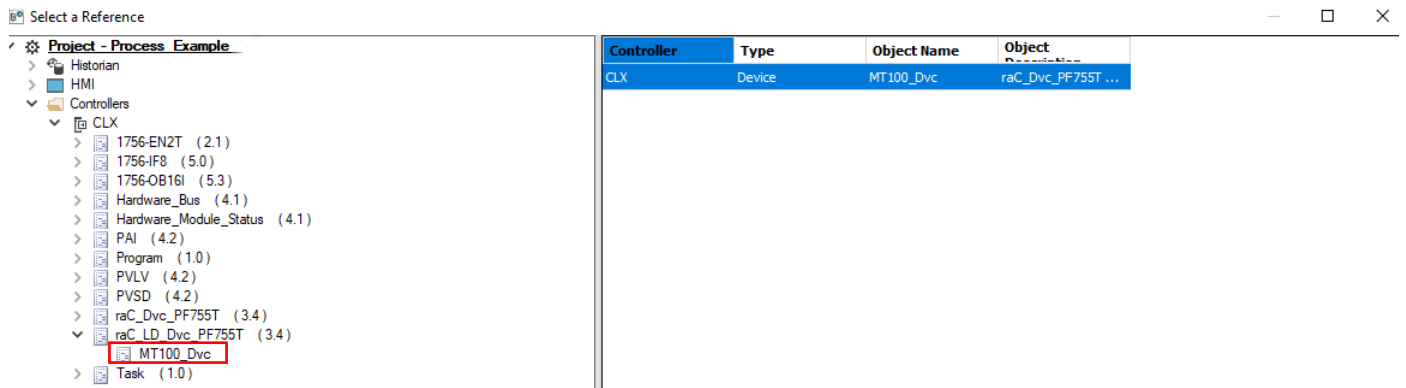 Select a Reference
Project - Process_Example
Historian
HMI
Controllers
CLX
1756-EN2T (2.1)
1756-IF8 (5.0)
1756-OB16I (5.3)
Hardware_Bus (4.1)
Hardware_Module_Status (4.1)
PAI (4.2)
Program (1.0)
PVLV (4.2)
PVSD (4.2)
raC_Dvc_PF755T (3.4)
raC_LD_Dvc_PF755T (3.4)
MT100_Dvc
Task (1.0)
Controller Type Object Name Object
CLX Device MT100_Dvc raC_Dvc_PF755T ...